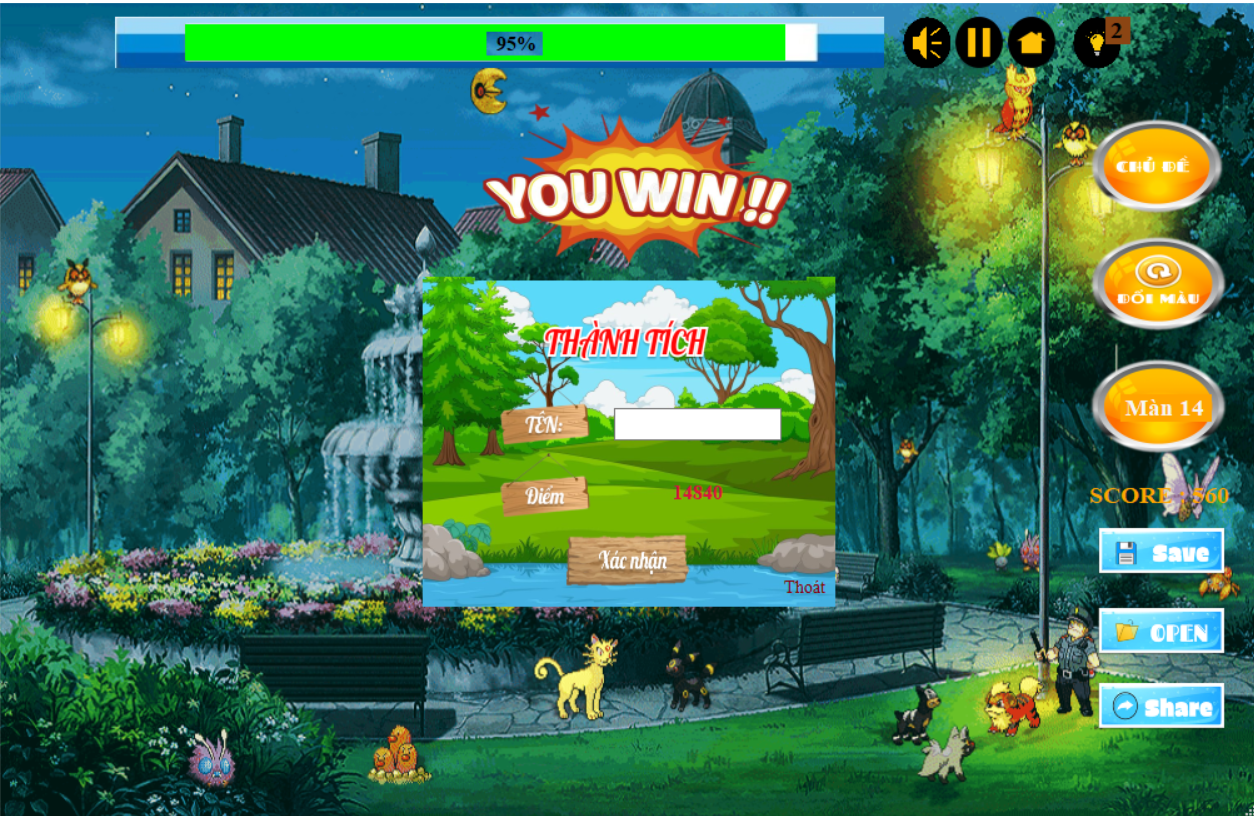 95%
2
YOU WIN !!
CHỦ ĐỀ
ĐỔI MÀU
THÀNH TÍCH
Màn 14
TÊN:
Điểm
14840
SCORE : 560
Xác nhận
Save
Thoát
OPEN
Share